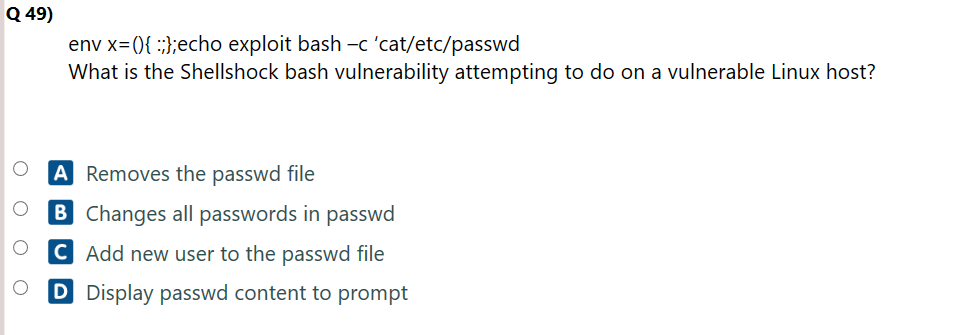 Q 49)
env x=(){ :;};echo exploit bash –c ‘cat/etc/passwd
What is the Shellshock bash vulnerability attempting to do on a vulnerable Linux host?
A Removes the passwd file
B Changes all passwords in passwd
C Add new user to the passwd file
D Display passwd content to prompt